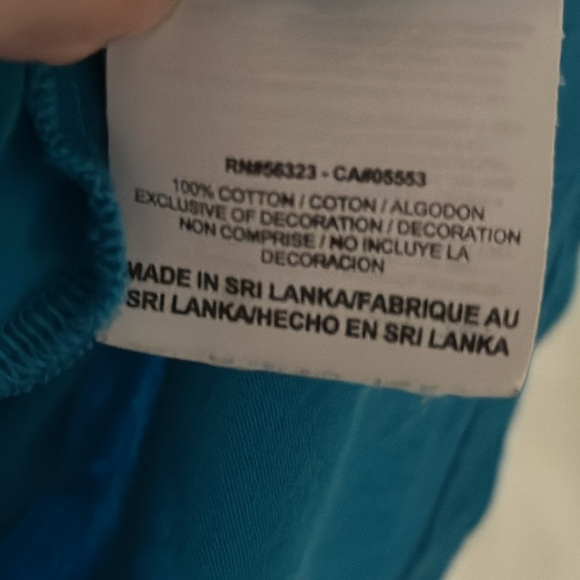 RN#56323 - CA#05553
100% COTTON / COTON / ALGODON
EXCLUSIVE OF DECORATION / DECORATION
NON COMPRISE / NO INCLUYE LA
DECORACION
MADE IN SRI LANKA/FABRIQUE AU
SRI LANKA/HECHO EN SRI LANKA